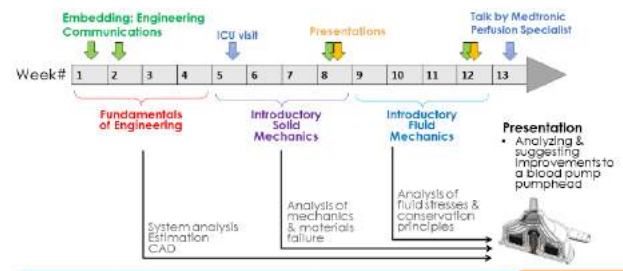 Embedding: Engineering
Communications
ICU visit
Presentations
Talk by Medtronic
Perfusion Specialist
Week# 1 2 3 4 5 6 7 8 9 10 11 12 13
Fundamentals
of Engineering
Introductory
Solid
Mechanics
Introductory
Fluid
Mechanics
Presentation
• Analyzing &
suggesting
improvements to
a blood pump
pumphead
System analysis
Estimation
CAD
Analysis of
mechanics
& materials
failure
Analysis of
fluid stresses &
conservation
principles